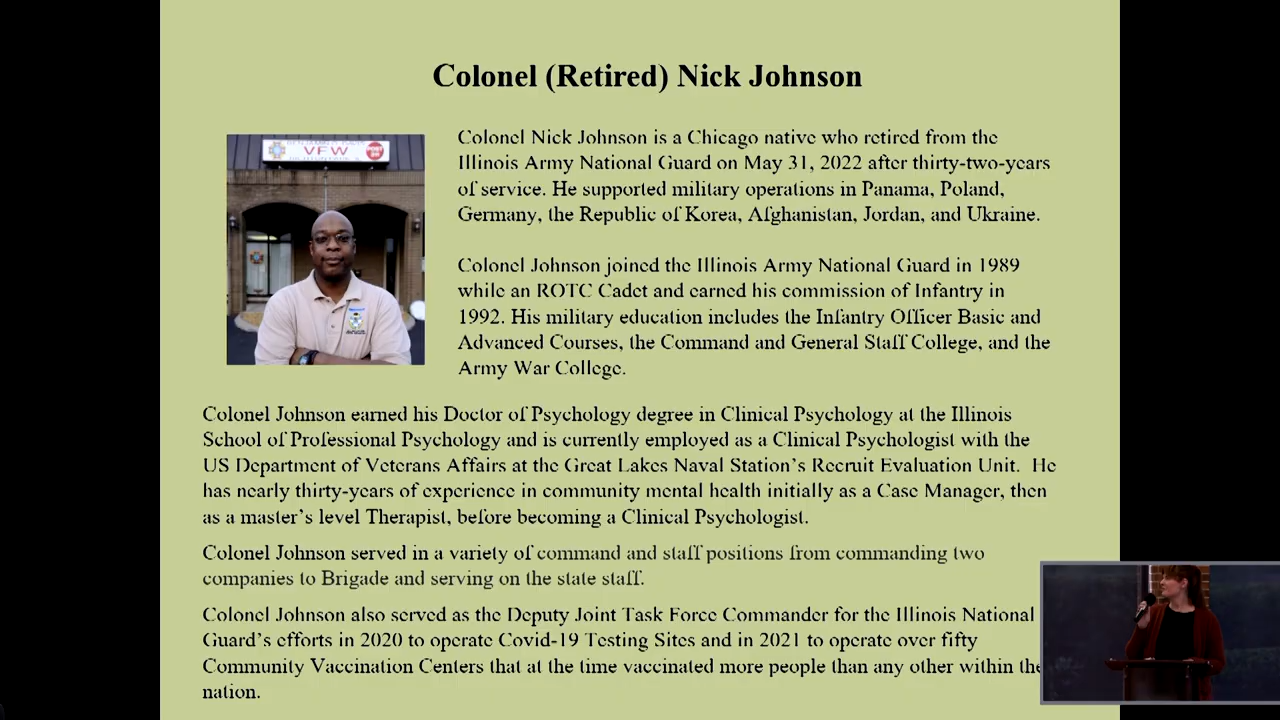 Colonel (Retired) Nick Johnson
VFW
Colonel Nick Johnson is a Chicago native who retired from the
Illinois Army National Guard on May 31, 2022 after thirty-two-years
of service. He supported military operations in Panama, Poland,
Germany, the Republic of Korea, Afghanistan, Jordan, and Ukraine.
Colonel Johnson joined the Illinois Army National Guard in 1989
while an ROTC Cadet and earned his commission of Infantry in
1992. His military education includes the Infantry Officer Basic and
Advanced Courses, the Command and General Staff College, and the
Army War College.
Colonel Johnson earned his Doctor of Psychology degree in Clinical Psychology at the Illinois
School of Professional Psychology and is currently employed as a Clinical Psychologist with the
US Department of Veterans Affairs at the Great Lakes Naval Station's Recruit Evaluation Unit. He
has nearly thirty-years of experience in community mental health initially as a Case Manager, then
as a master's level Therapist, before becoming a Clinical Psychologist.
Colonel Johnson served in a variety of command and staff positions from commanding two
companies to Brigade and serving on the state staff.
Colonel Johnson also served as the Deputy Joint Task Force Commander for the Illinois National
Guard's efforts in 2020 to operate Covid-19 Testing Sites and in 2021 to operate over fifty
Community Vaccination Centers that at the time vaccinated more people than any other within the
nation.